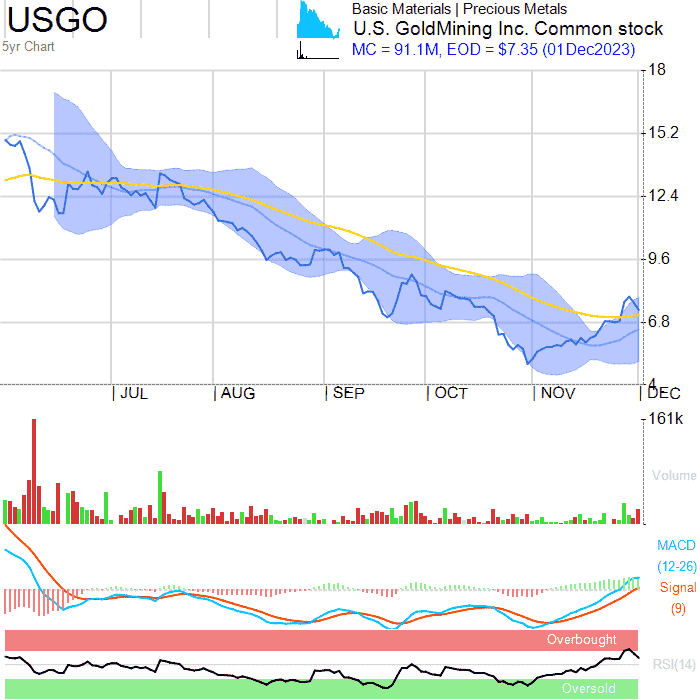 USGO
5yr Chart
Basic Materials | Precious Metals
U.S. GoldMining Inc. Common stock
MC = 91.1M, EOD = $7.35 (01Dec2023)
18
15.2
12.4
9.6
6.8
4
JUL AUG SEP OCT NOV DEC
161k
Volume
MACD
(12-26)
Signal
(9)
Overbought
RSI(14)
Oversold